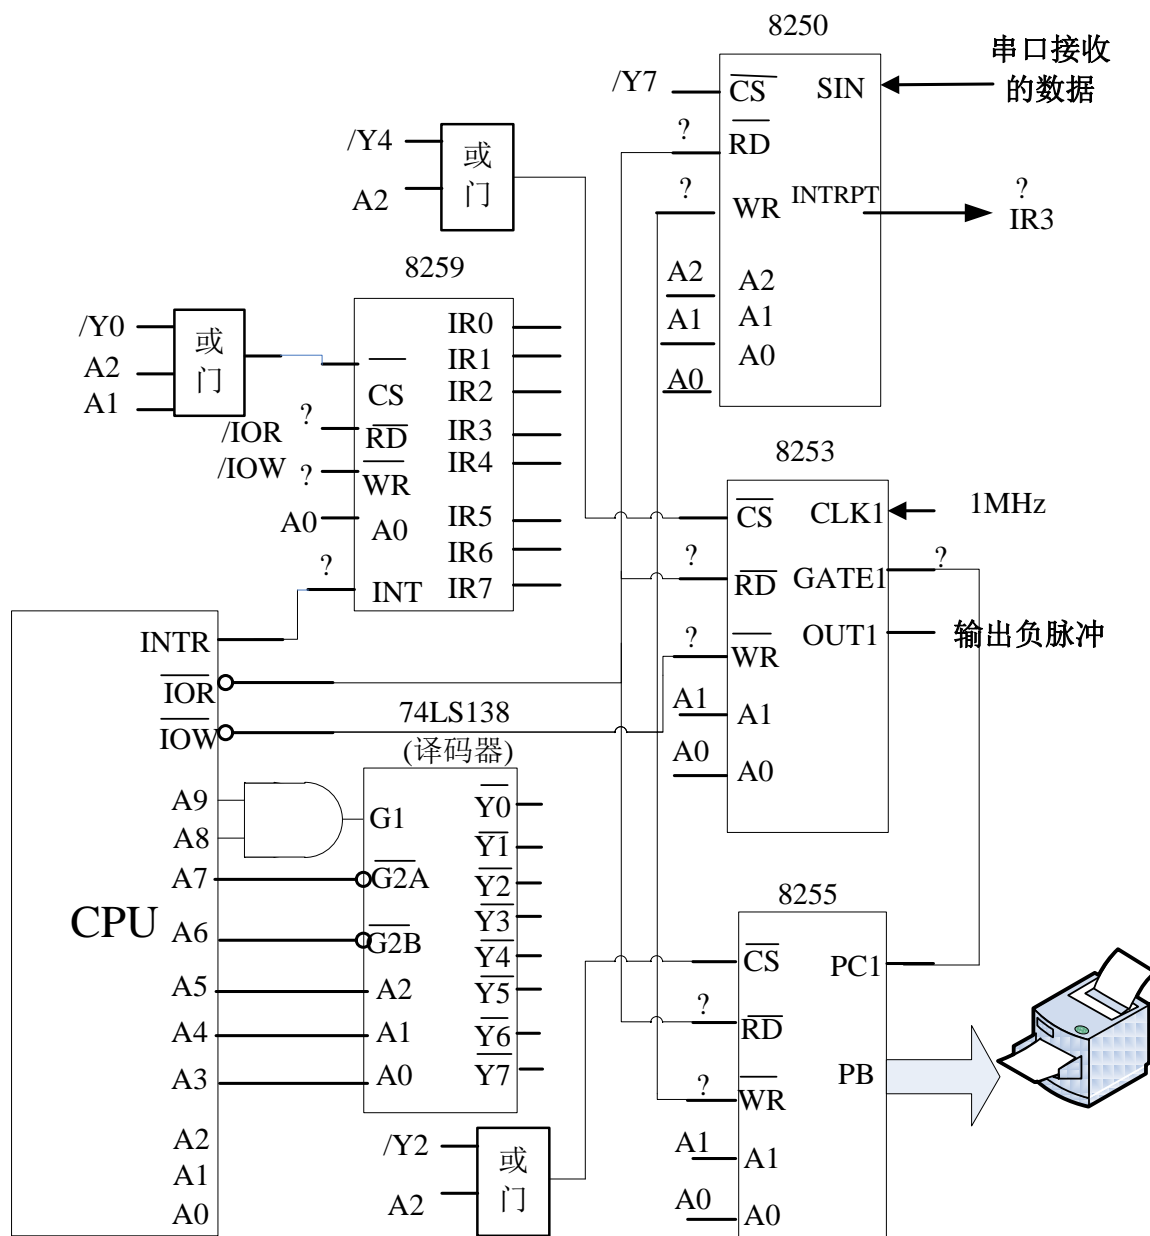 8250
/Y7
CS
SIN
串口接收
的数据
?
RD
?
WR
INTRPT
?
IR3
A2
A2
A1
A1
A0
A0
/Y4
A2
或
门
8259
/Y0
A2
A1
或
门
CS
?
/IOR
RD
/IOW
?
WR
A0
A0
?
INT
IR0
IR1
IR2
IR3
IR4
IR5
IR6
IR7
8253
CS
CLK1
1MHz
?
RD
GATE1
?
?
WR
OUT1
输出负脉冲
A1
A1
A0
A0
CPU
INTR
IOR
IOW
A9
A8
A7
A6
A5
A4
A3
A2
A1
A0
74LS138
(译码器)
G1
G2A
G2B
A2
A1
A0
Y0
Y1
Y2
Y3
Y4
Y5
Y6
Y7
/Y2
A2
或
门
8255
CS
PC1
?
RD
PB
?
WR
A1
A1
A0
A0